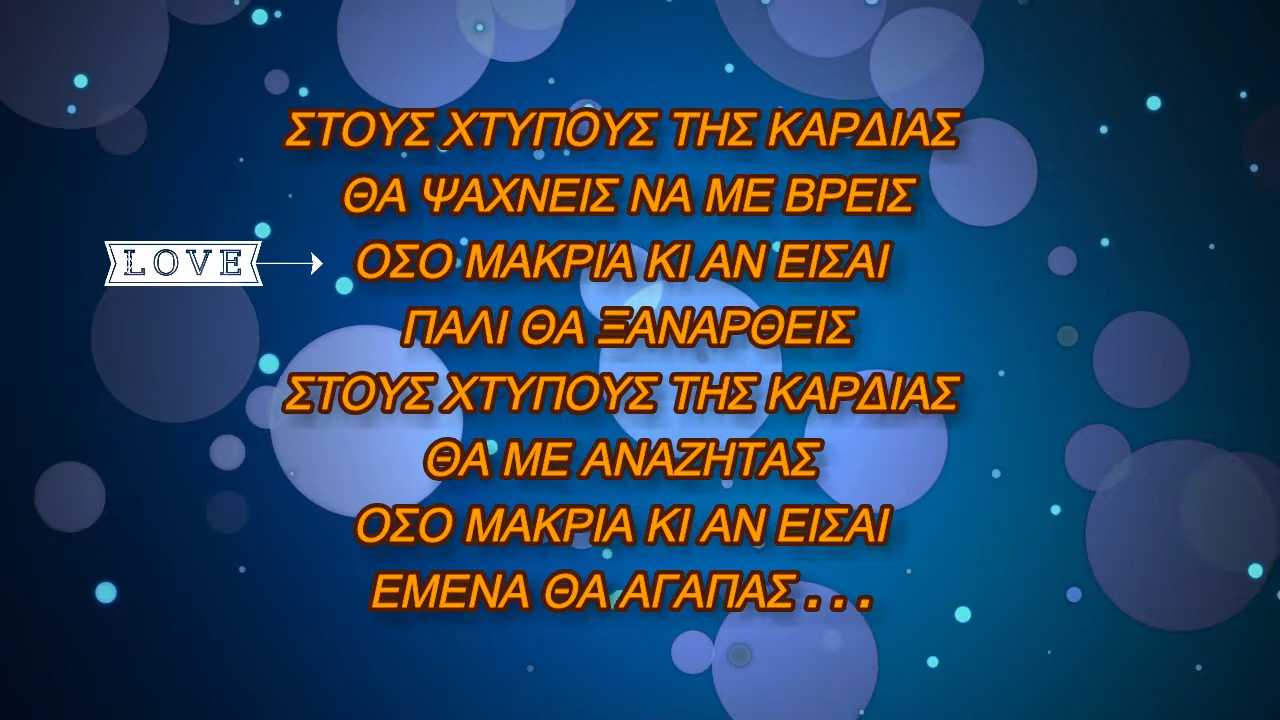 ΣΤΟΥΣ ΧΤΥΠΟΥΣ ΤΗΣ ΚΑΡΔΙΑΣ
ΘΑ ΨΑΧΝΕΙΣ ΝΑ ΜΕ ΒΡΕΙΣ
LOVE
ΟΣΟ ΜΑΚΡΙΑ ΚΙ ΑΝ ΕΙΣΑΙ
ΠΑΛΙ ΘΑ ΞΑΝΑΡΘΕΙΣ
ΣΤΟΥΣ ΧΤΥΠΟΥΣ ΤΗΣ ΚΑΡΔΙΑΣ
ΘΑ ΜΕ ΑΝΑΖΗΤΑΣ
ΟΣΟ ΜΑΚΡΙΑ ΚΙ ΑΝ ΕΙΣΑΙ
ΕΜΕΝΑ ΘΑ ΑΓΑΠΑΣ . . .